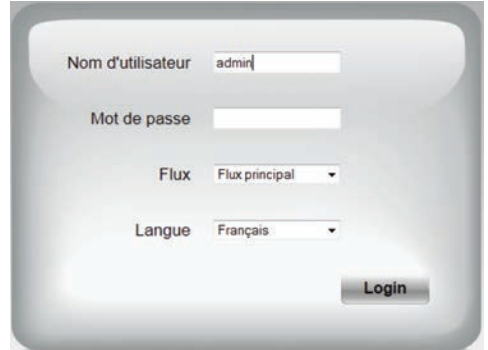 Nom d'utilisateur admin
Mot de passe
Flux Flux principal
Langue Français
Login